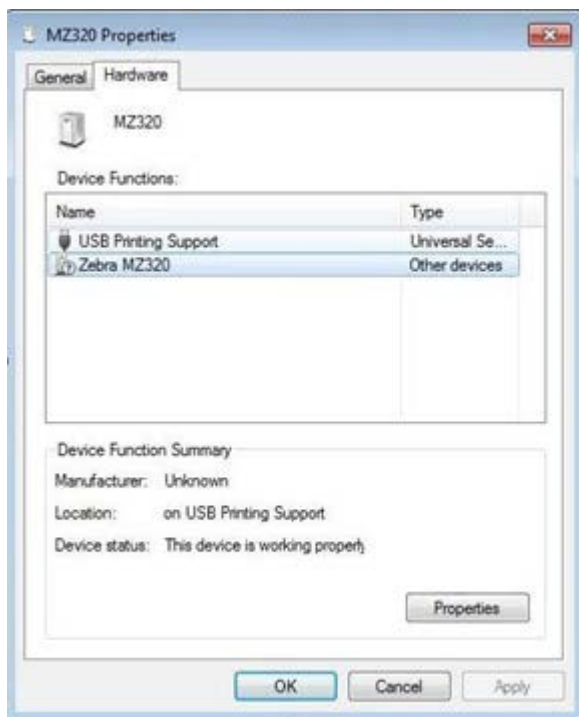 MZ320 Properties
General Hardware
MZ320
Device Functions:
Name Type
USB Printing Support Universal Se...
Zebra MZ320 Other devices
Device Function Summary
Manufacturer: Unknown
Location: on USB Printing Support
Device status: This device is working properly
Properties
OK Cancel Apply